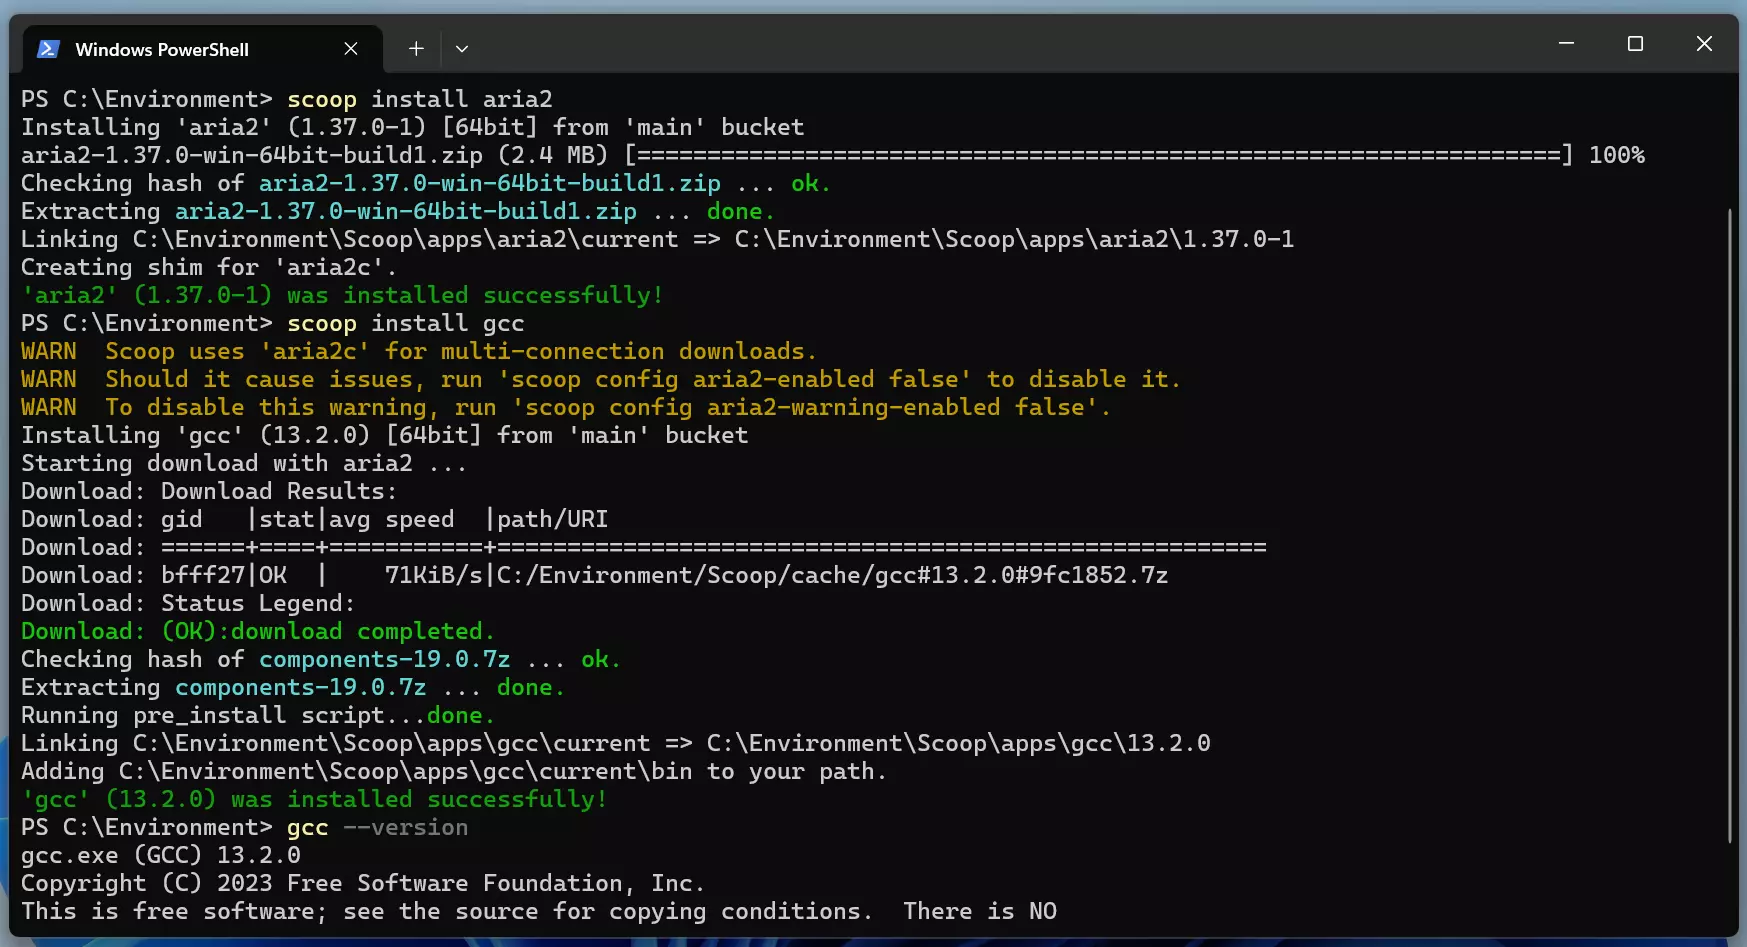 Windows PowerShell
PS C:\Environment> scoop install aria2
Installing 'aria2' (1.37.0-1) [64bit] from 'main' bucket
aria2-1.37.0-win-64bit-build1.zip (2.4 MB) [==================================================================] 100%
Checking hash of aria2-1.37.0-win-64bit-build1.zip ... ok.
Extracting aria2-1.37.0-win-64bit-build1.zip ... done.
Linking C:\Environment\Scoop\apps\aria2\current => C:\Environment\Scoop\apps\aria2\1.37.0-1
Creating shim for 'aria2c'.
'aria2' (1.37.0-1) was installed successfully!
PS C:\Environment> scoop install gcc
WARN  Scoop uses 'aria2c' for multi-connection downloads.
WARN  Should it cause issues, run 'scoop config aria2-enabled false' to disable it.
WARN  To disable this warning, run 'scoop config aria2-warning-enabled false'.
Installing 'gcc' (13.2.0) [64bit] from 'main' bucket
Starting download with aria2 ...
Download: Download Results:
Download: gid   |stat|avg speed  |path/URI
Download: ======+====+===========+=======================================================
Download: bfff27|OK  |    71KiB/s|C:/Environment/Scoop/cache/gcc#13.2.0#9fc1852.7z
Download: Status Legend:
Download: (OK):download completed.
Checking hash of components-19.0.7z ... ok.
Extracting components-19.0.7z ... done.
Running pre_install script...done.
Linking C:\Environment\Scoop\apps\gcc\current => C:\Environment\Scoop\apps\gcc\13.2.0
Adding C:\Environment\Scoop\apps\gcc\current\bin to your path.
'gcc' (13.2.0) was installed successfully!
PS C:\Environment> gcc --version
gcc.exe (GCC) 13.2.0
Copyright (C) 2023 Free Software Foundation, Inc.
This is free software; see the source for copying conditions.  There is NO